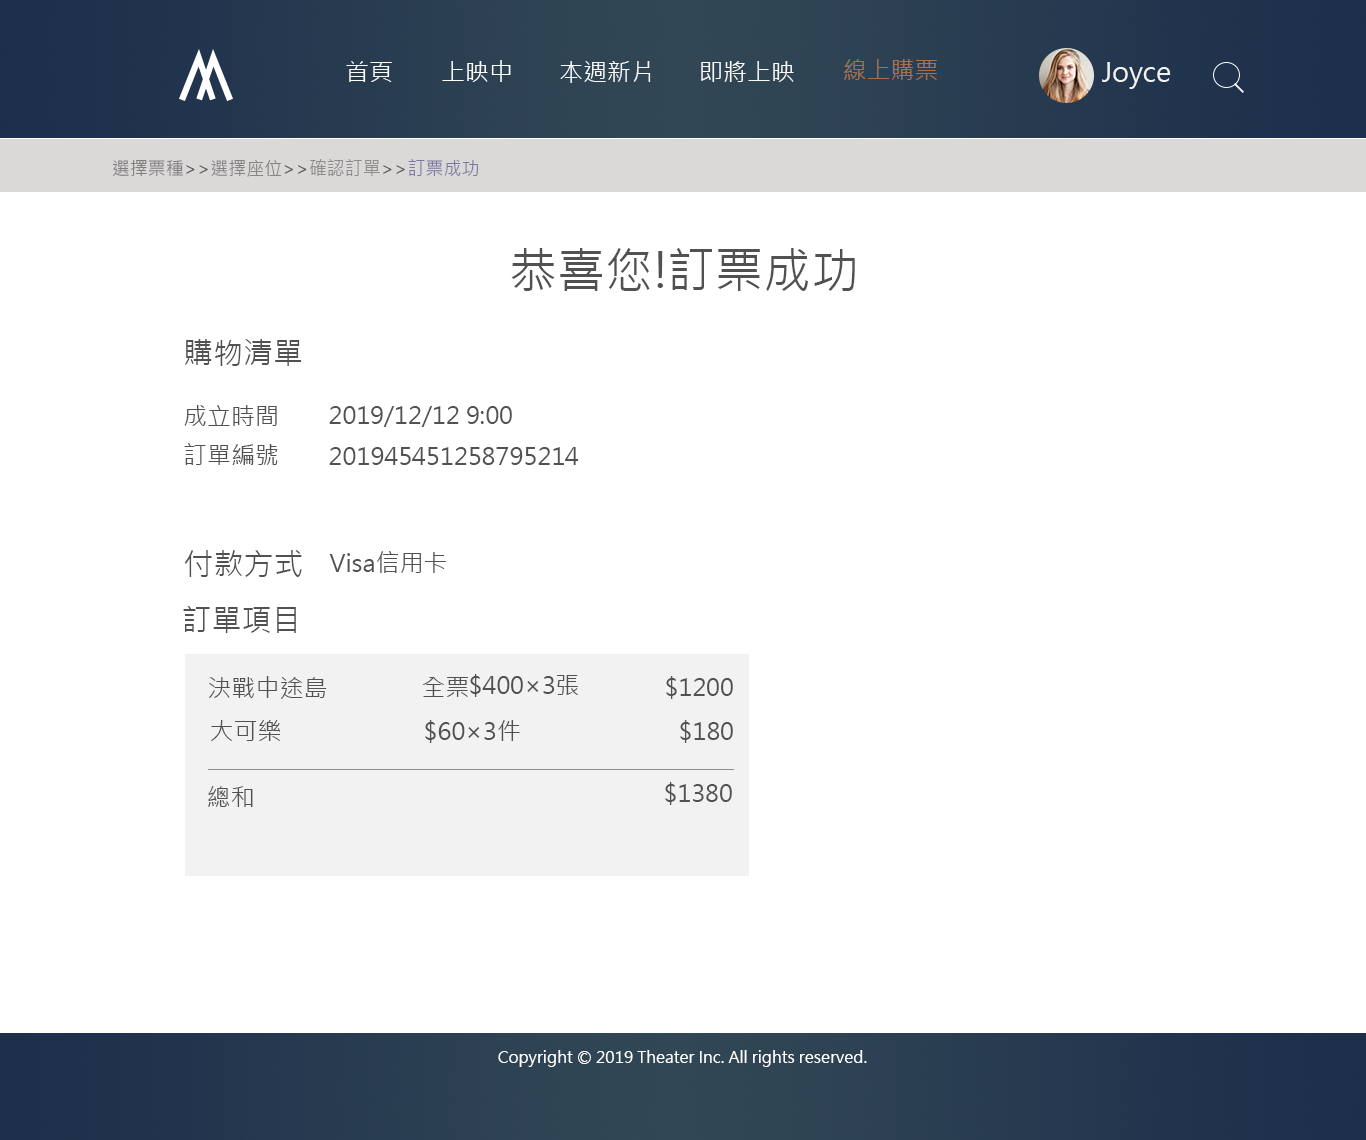 首頁 上映中 本週新片 即將上映 線上購票 Joyce
選擇票種>>選擇座位>>確認訂單>>訂票成功
恭喜您!訂票成功
購物清單
成立時間 2019/12/12 9:00
訂單編號 201945451258795214
付款方式 Visa信用卡
訂單項目
決戰中途島 全票$400×3張 $1200
大可樂 $60×3件 $180
總和 $1380
Copyright © 2019 Theater Inc. All rights reserved.